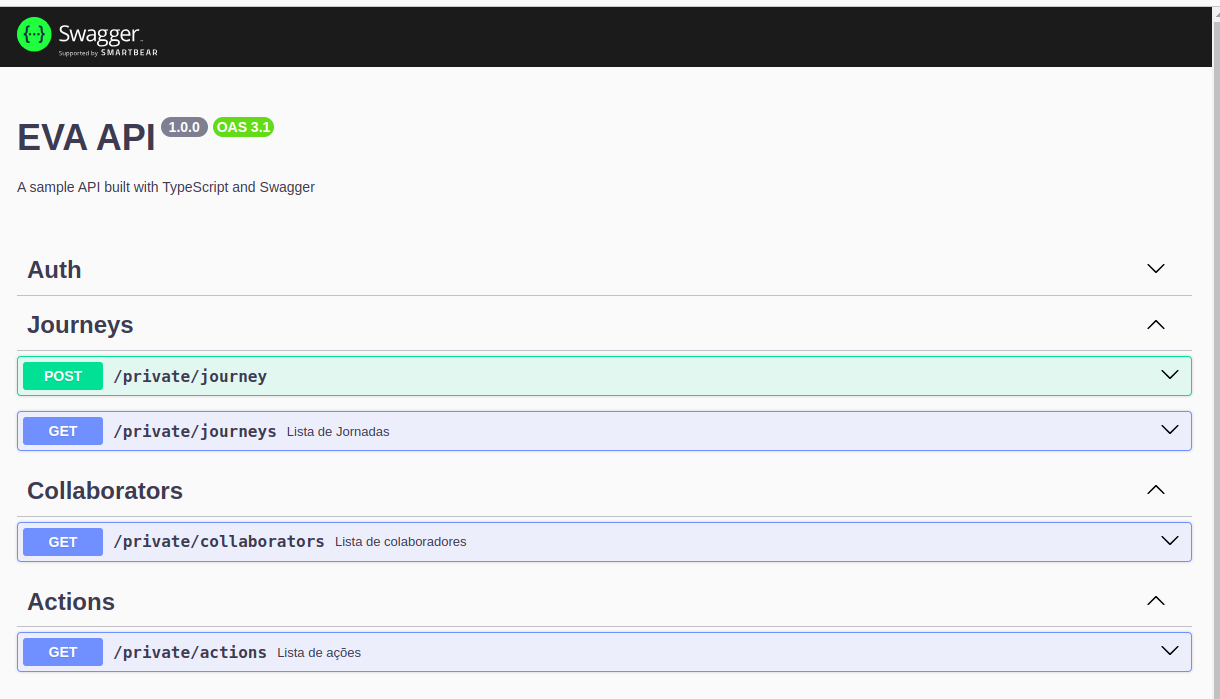 {···} Swagger
Supported by SMARTBEAR
EVA API 1.0.0 OAS 3.1
A sample API built with TypeScript and Swagger
Auth
Journeys
POST /private/journey
GET /private/journeys Lista de Jornadas
Collaborators
GET /private/collaborators Lista de colaboradores
Actions
GET /private/actions Lista de ações